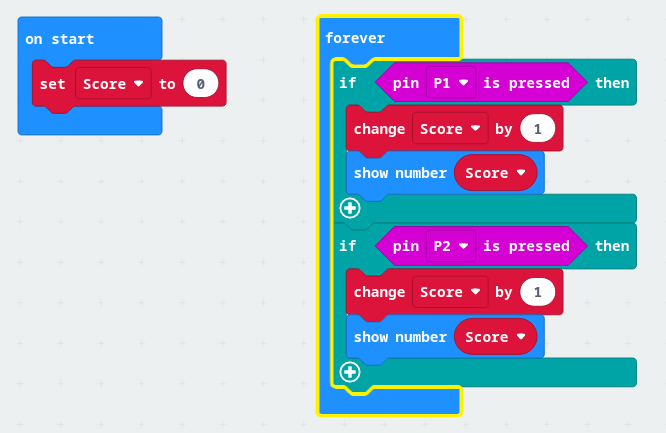 on start
set Score to 0
forever
if pin P1 is pressed then
change Score by 1
show number Score
if pin P2 is pressed then
change Score by 1
show number Score